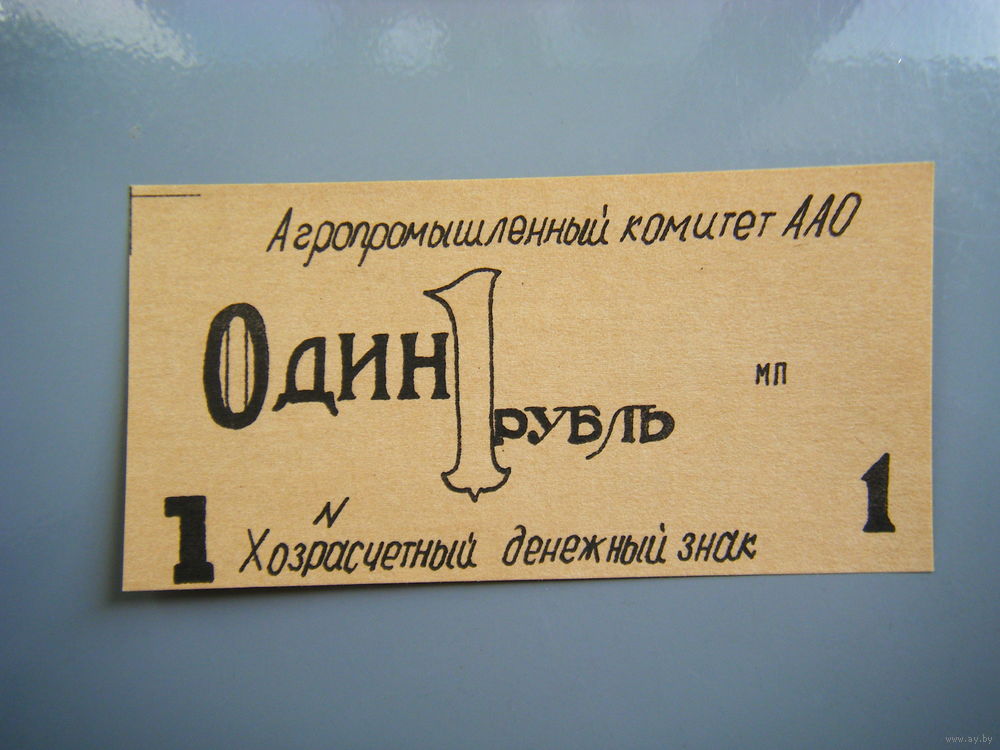 Агропромышленный комитет ААО
Один 1 рубль
МП
N
1 Хозрасчетный денежный знак 1
www.ay.by